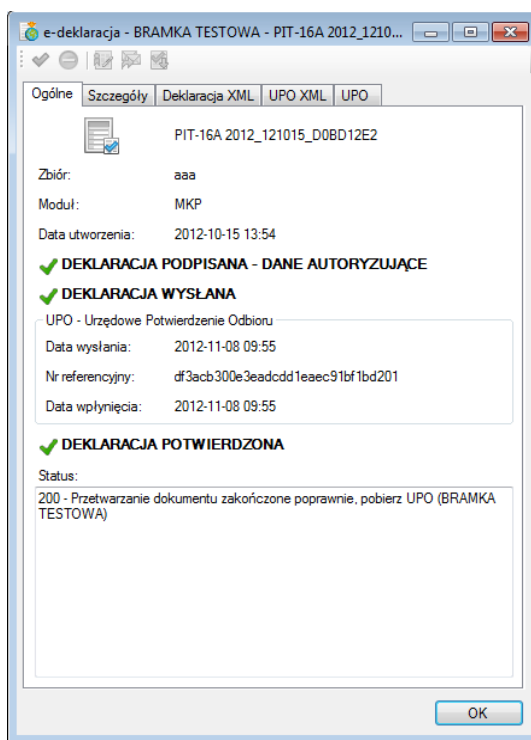 e-deklaracja - BRAMKA TESTOWA - PIT-16A 2012_1210...
Ogólne Szczegóły Deklaracja XML UPO XML UPO
PIT-16A 2012_121015_D0BD12E2
Zbiór: aaa
Moduł: MKP
Data utworzenia: 2012-10-15 13:54
DEKLARACJA PODPISANA - DANE AUTORYZUJĄCE
DEKLARACJA WYSŁANA
UPO - Urzędowe Potwierdzenie Odbioru
Data wysłania: 2012-11-08 09:55
Nr referencyjny: df3acb300e3eadcdd1eaec91bf1bd201
Data wpłynięcia: 2012-11-08 09:55
DEKLARACJA POTWIERDZONA
Status:
200 - Przetwarzanie dokumentu zakończone poprawnie, pobierz UPO (BRAMKA
TESTOWA)
OK